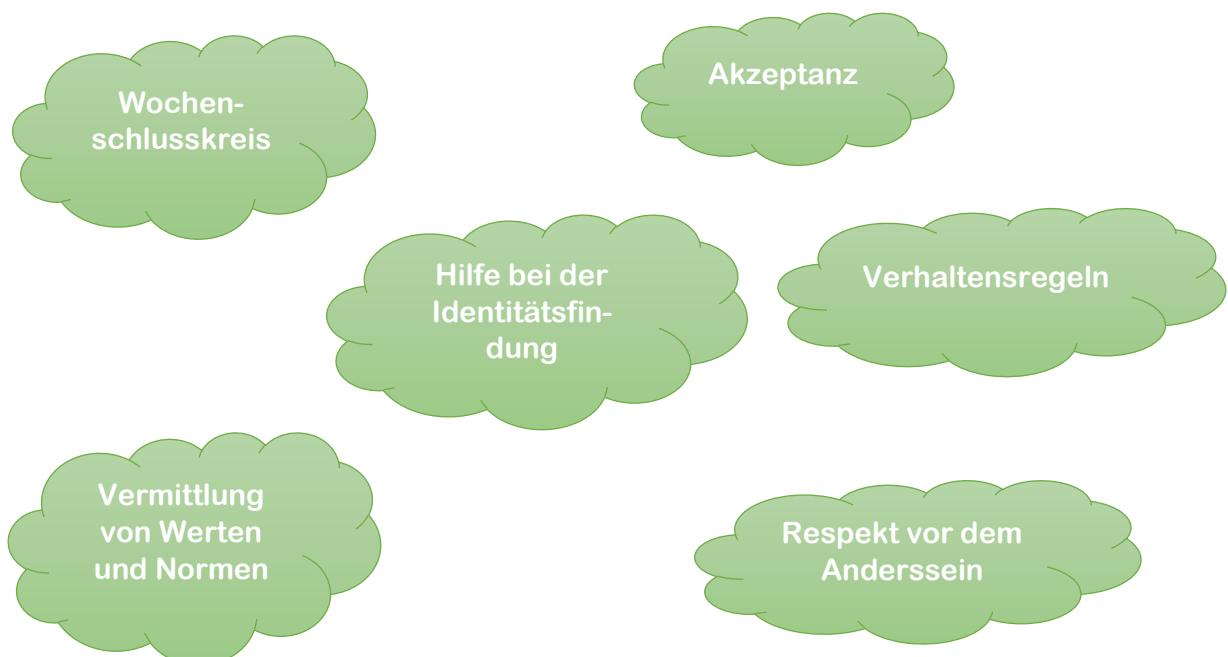 Wochen-
schlusskreis
Akzeptanz
Hilfe bei der
Identitätsfin-
dung
Verhaltensregeln
Vermittlung
von Werten
und Normen
Respekt vor dem
Anderssein